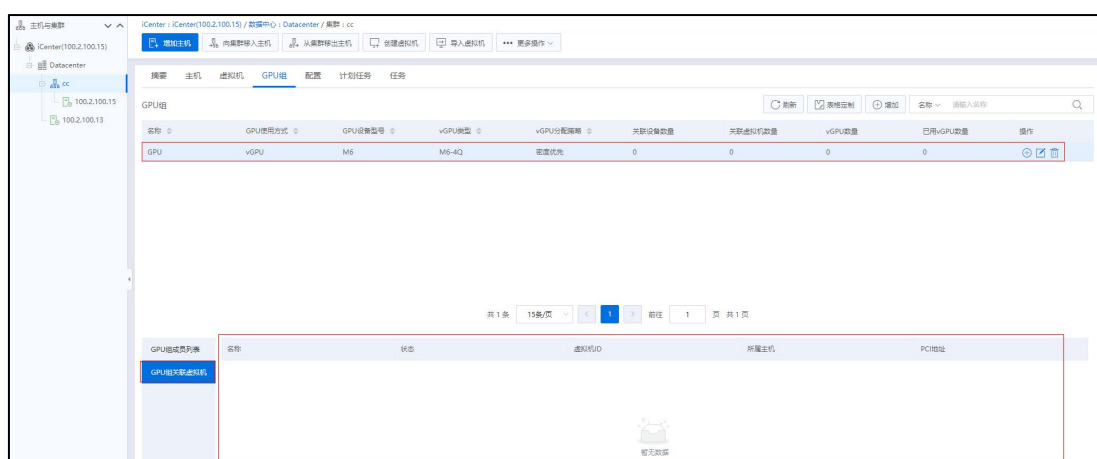 主机与集群
iCenter(100.2.100.15)
Datacenter
cc
100.2.100.15
100.2.100.13
iCenter : iCenter(100.2.100.15) / 数据中心 : Datacenter / 集群 : cc
增加主机 向集群移入主机 从集群移出主机 创建虚拟机 导入虚拟机 ••• 更多操作
摘要 主机 虚拟机 GPU组 配置 计划任务 任务
GPU组 刷新 表格定制 增加 名称 请输入名称
名称 GPU使用方式 GPU设备型号 vGPU类型 vGPU分配策略 关联设备数量 关联虚拟机数量 vGPU数量 已用vGPU数量 操作
GPU vGPU M6 M6-4Q 密度优先 0 0 0 0
共 1 条 15条/页 < 1 > 前往 1 页 共 1 页
GPU组成员列表
GPU组关联虚拟机
名称 状态 虚拟机ID 所属主机 PCI地址
暂无数据